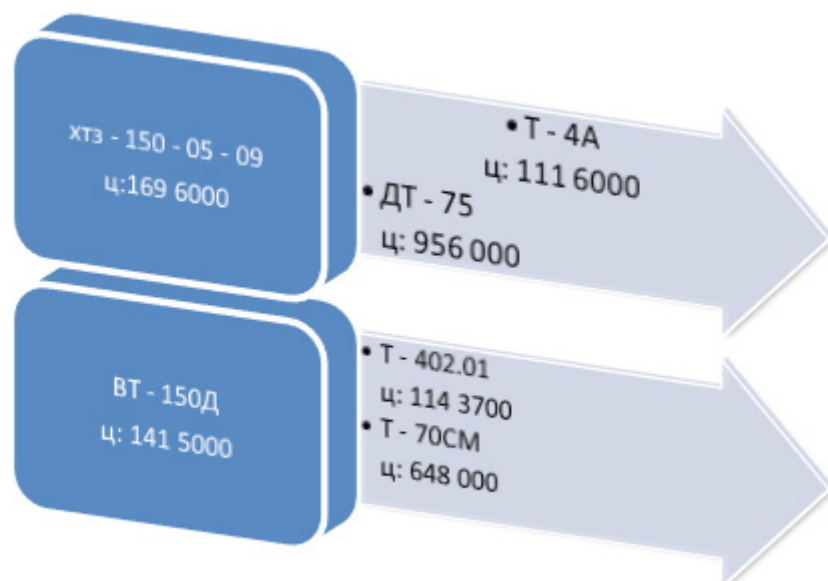 хтз - 150 - 05 - 09
ц:169 6000
• Т - 4А
ц: 111 6000
• ДТ - 75
ц: 956 000
ВТ - 150Д
ц: 141 5000
• Т - 402.01
ц: 114 3700
• Т - 70СМ
ц: 648 000